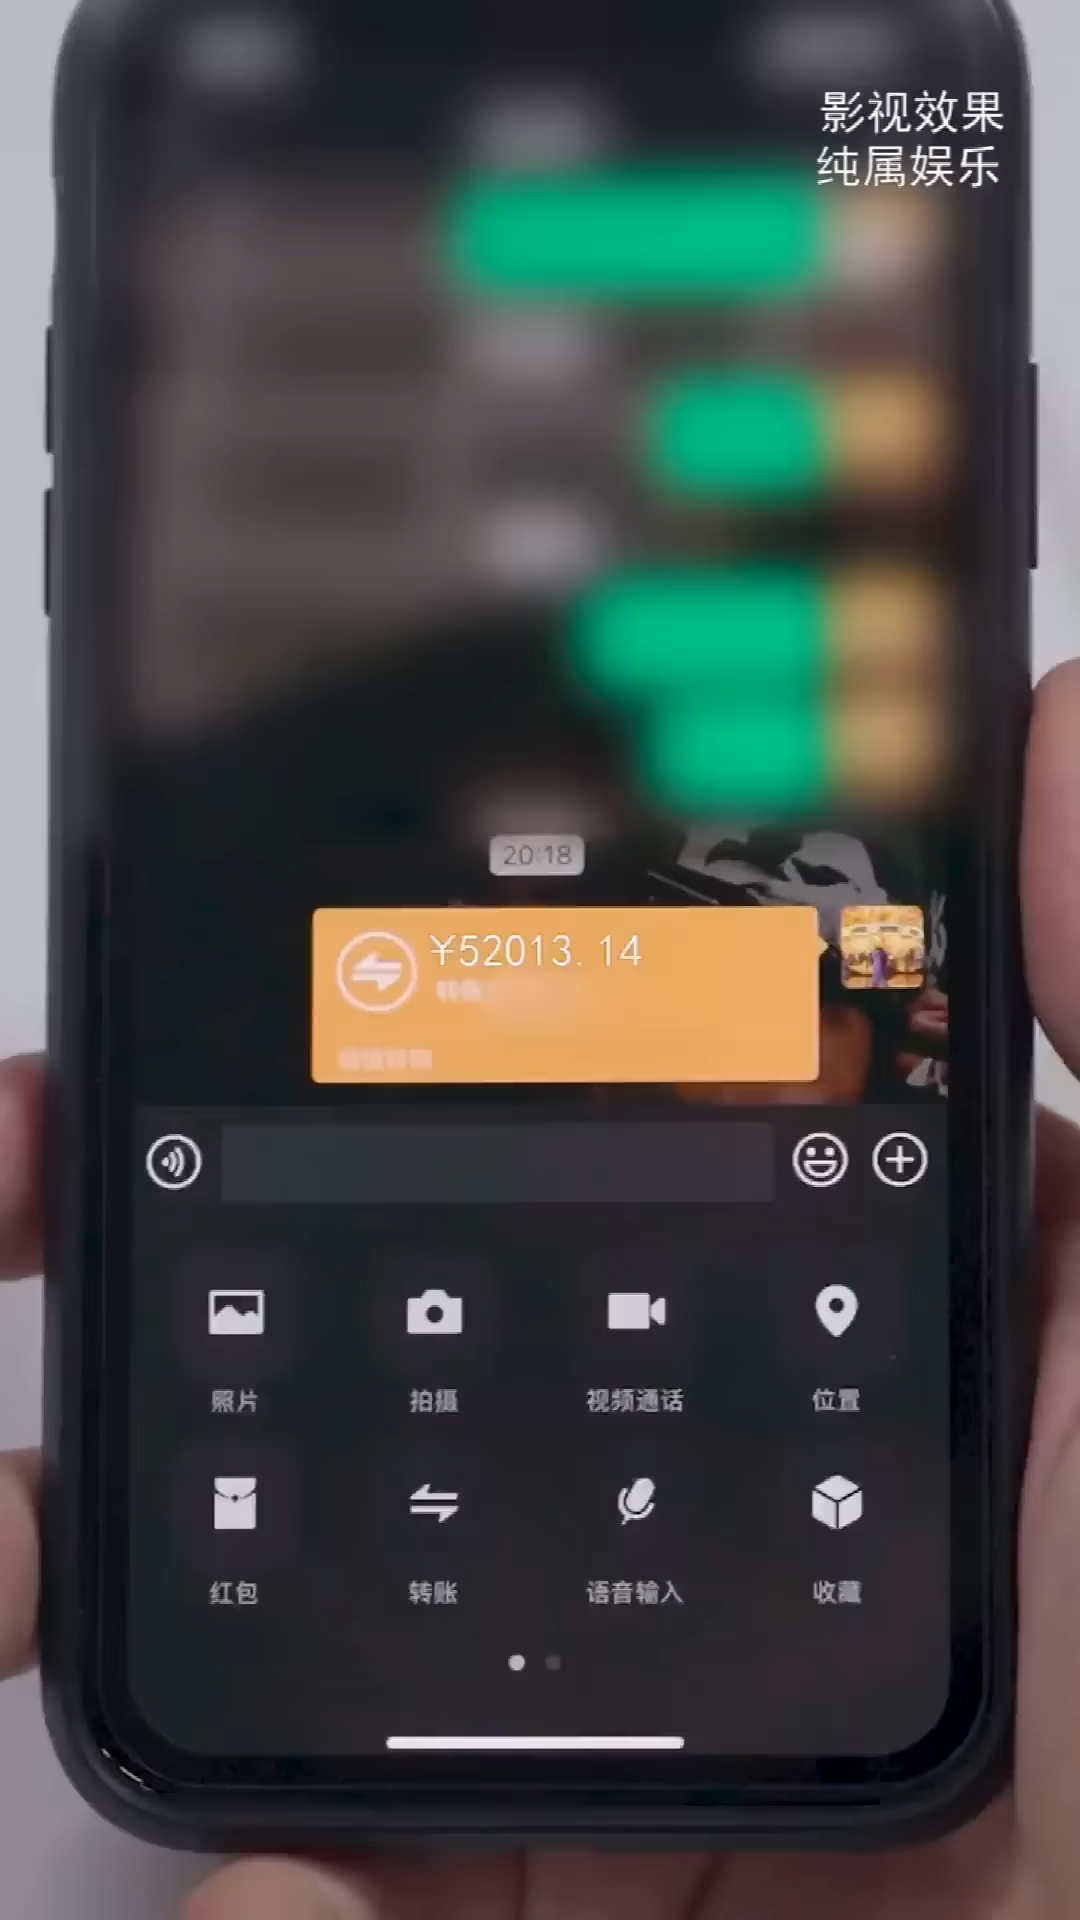 影视效果
纯属娱乐
20:18
¥52013.14
照片
拍摄
视频通话
位置
红包
转账
语音输入
收藏